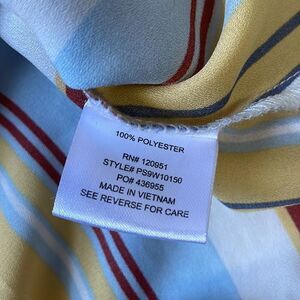 100% POLYESTER
RN# 120951
STYLE# PS9W10150
PO# 436955
MADE IN VIETNAM
SEE REVERSE FOR CARE